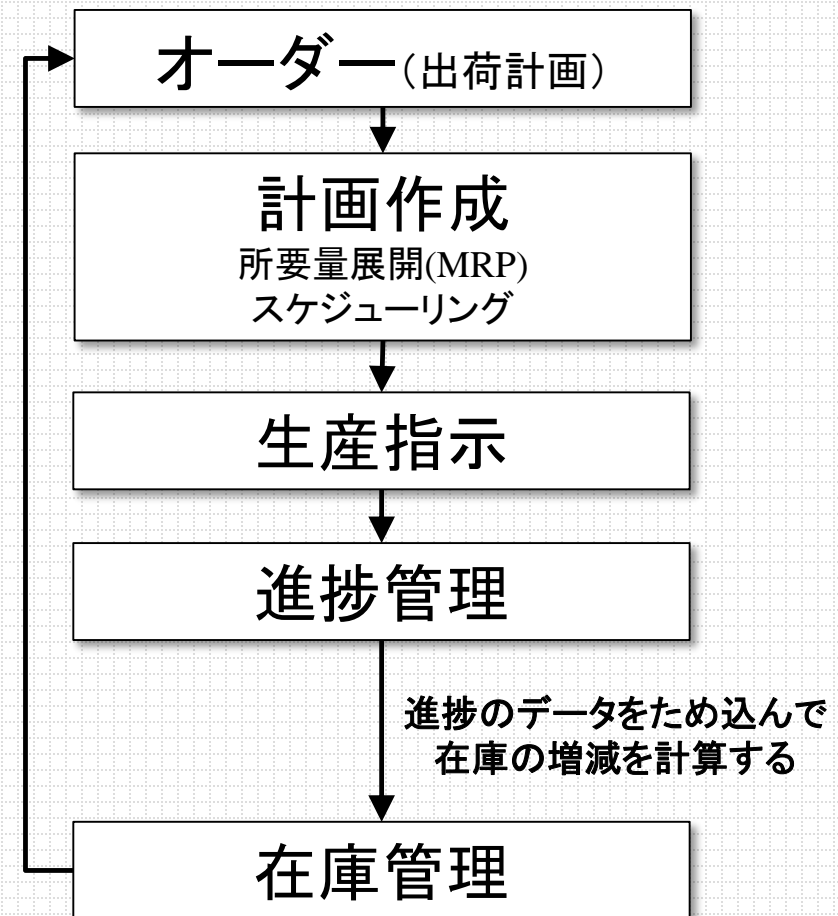 オーダー(出荷計画)
計画作成
所要量展開(MRP)
スケジューリング
生産指示
進捗管理
進捗のデータをため込んで
在庫の増減を計算する
在庫管理